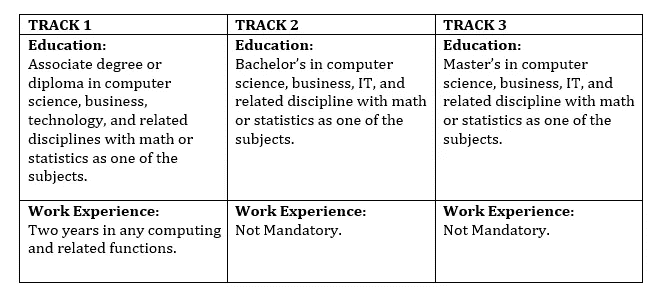 TRACK 1
Education:
Associate degree or
diploma in computer
science, business,
technology, and related
disciplines with math or
statistics as one of the
subjects.
Work Experience:
Two years in any computing
and related functions.
TRACK 2
Education:
Bachelor's in computer
science, business, IT, and
related discipline with math
or statistics as one of the
subjects.
Work Experience:
Not Mandatory.
TRACK 3
Education:
Master's in computer
science, business, IT, and
related discipline with math
or statistics as one of the
subjects.
Work Experience:
Not Mandatory.